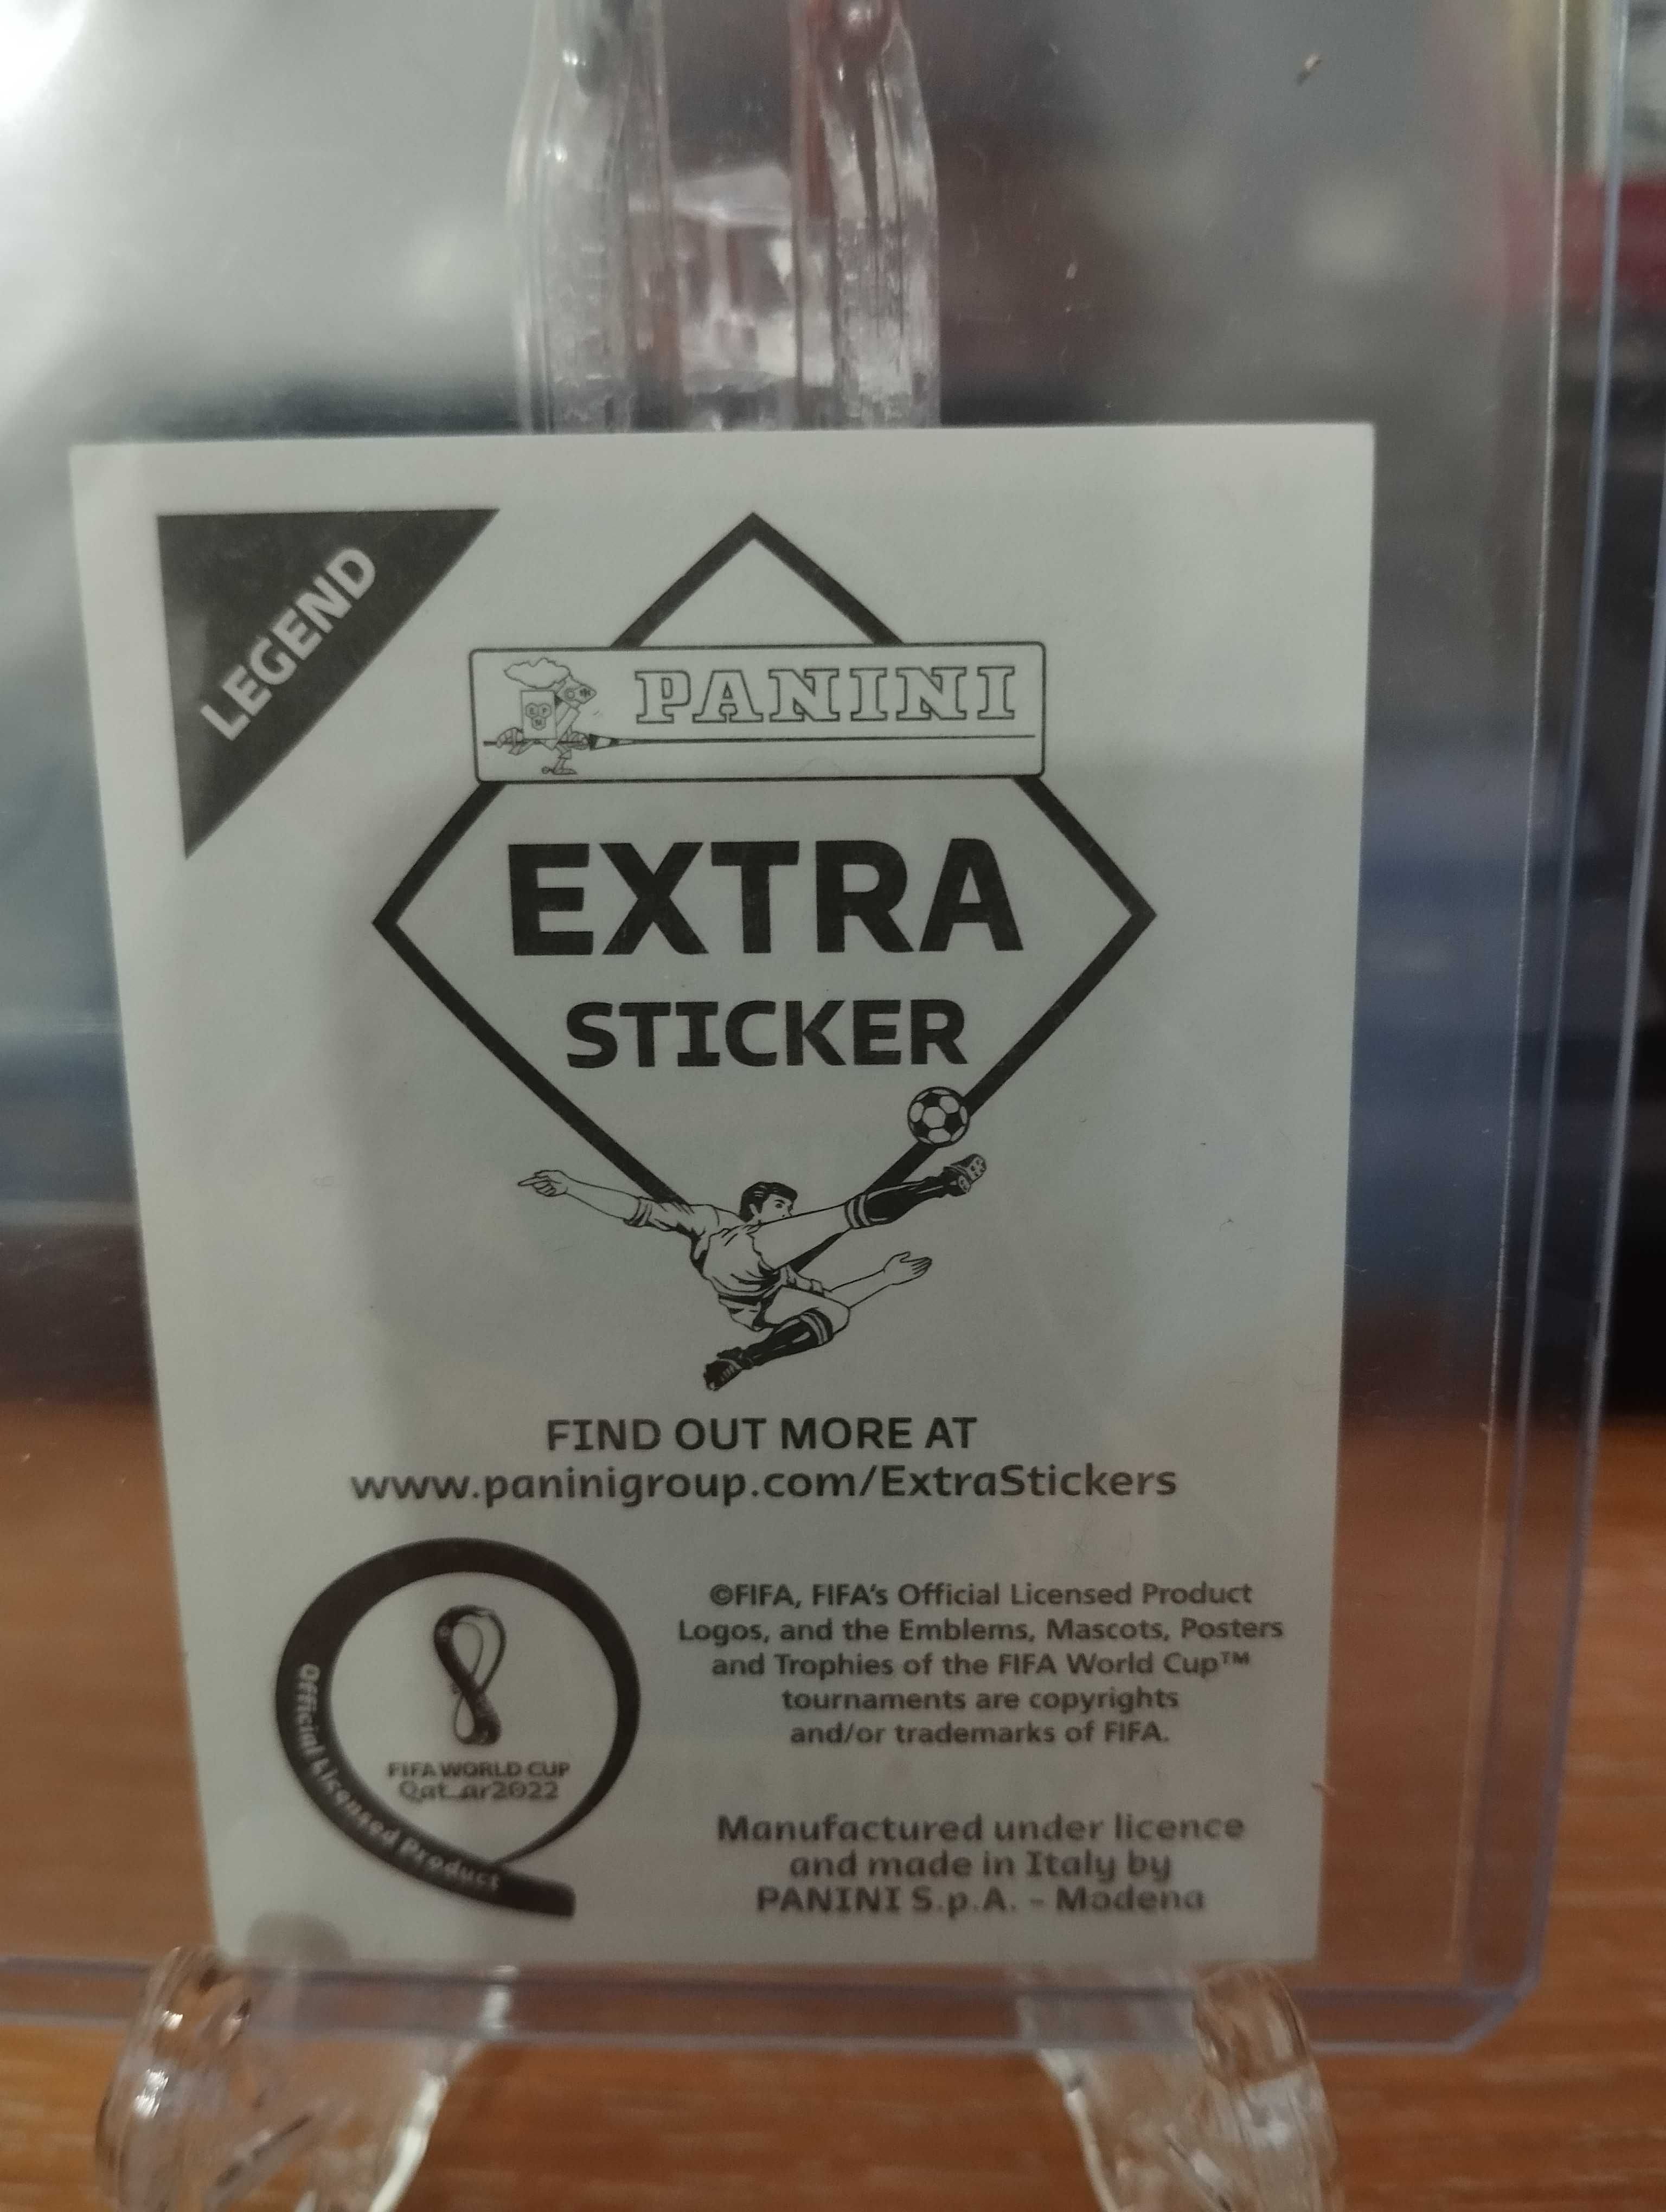 LEGEND
PANINI
EXTRA
STICKER
FIND OUT MORE AT
www.paninigroup.com/ExtraStickers
©FIFA, FIFA's Official Licensed Product
Logos, and the Emblems, Mascots, Posters
and Trophies of the FIFA World Cup™
tournaments are copyrights
and/or trademarks of FIFA.
Official Licensed Product
FIFA WORLD CUP
Qatar2022
Manufactured under licence
and made in Italy by
PANINI S.p.A. - Modena